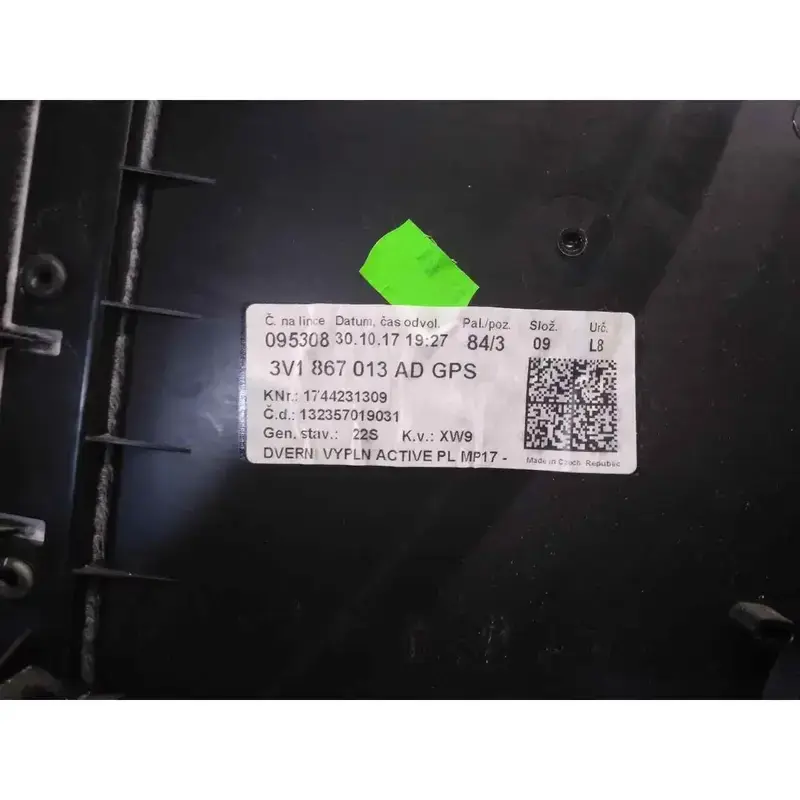 Č. na lince Datum, čas odvol. Pal./poz. Slož. Urč.
095308 30.10.17 19:27 84/3 09 L8
3V1 867 013 AD GPS
KNr.: 1744231309
Č.d.: 132357019031
Gen. stav.: 22S K.v.: XW9
DVERNI VYPLN ACTIVE PL MP17 -
Made in Czech Republic